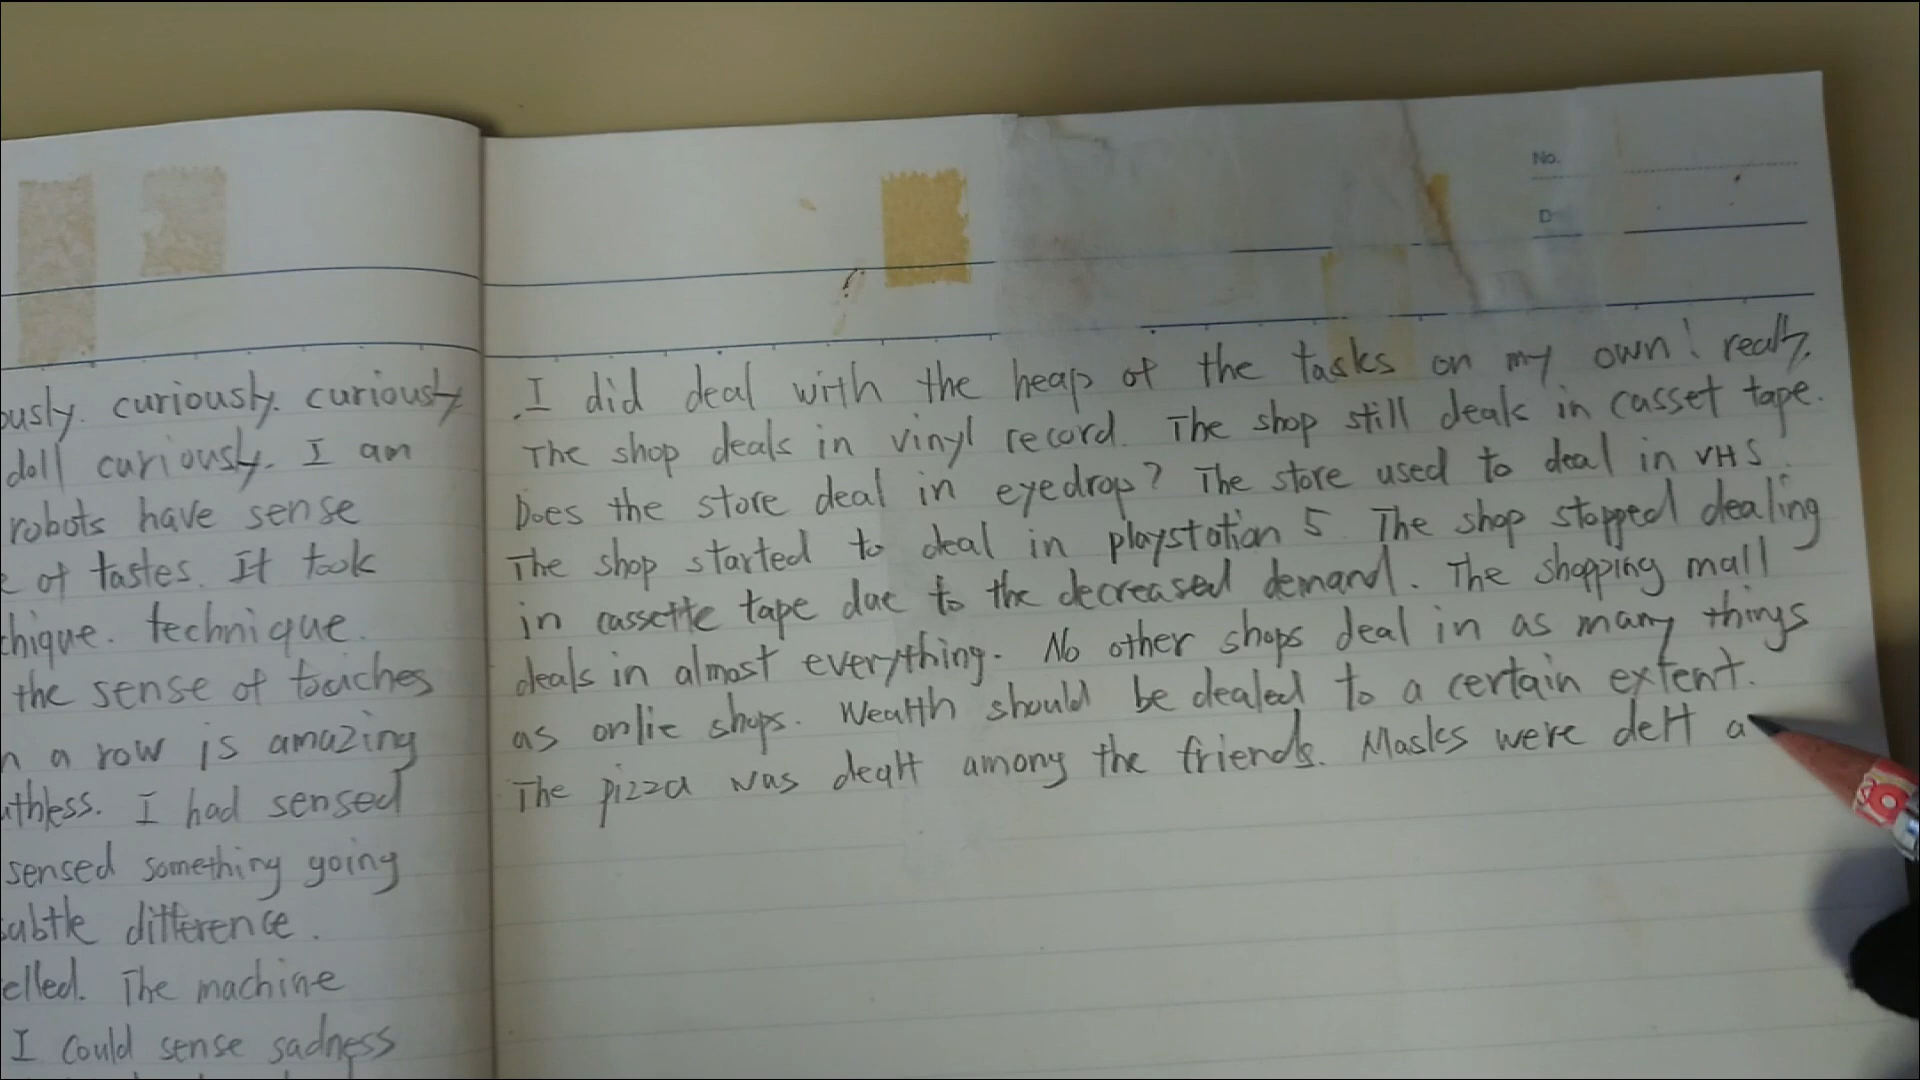 ously. curiously. curiously
doll curiously. I am
robots have sense
e of tastes. It took
chique. technique.
the sense of touches
n a row is amazing
uthless. I had sensed
sensed something going
subtle difference.
elled. The machine
I could sense sadness
No.
D
I did deal with the heap of the tasks on my own! really.
The shop deals in vinyl record. The shop still deals in casset tape.
Does the store deal in eyedrop? The store used to deal in VHS.
The shop started to deal in playstation 5. The shop stopped dealing
in cassette tape due to the decreased demand. The shopping mall
deals in almost everything. No other shops deal in as many things
as onlie shops. Wealth should be dealed to a certain extent.
The pizza was dealt among the friends. Masks were delt a